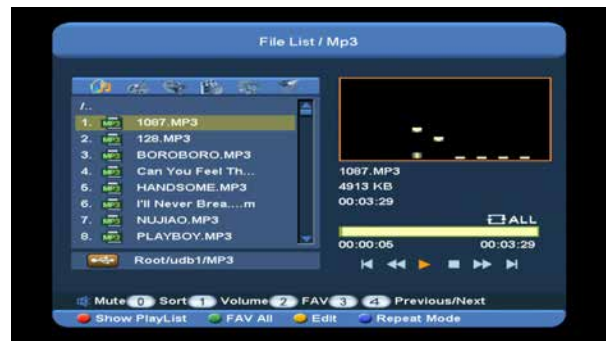 File List / Mp3
/..
1. 1087.MP3
2. 128.MP3
3. BOROBORO.MP3
4. Can You Feel Th...
5. HANDSOME.MP3
6. I'll Never Brea....m
7. NUJIAO.MP3
8. PLAYBOY.MP3
Root/udb1/MP3
1087.MP3
4913 KB
00:03:29
ALL
00:00:06 00:03:29
Mute 0 Sort 1 Volume 2 FAV 3 4 Previous/Next
Show PlayList FAV All Edit Repeat Mode